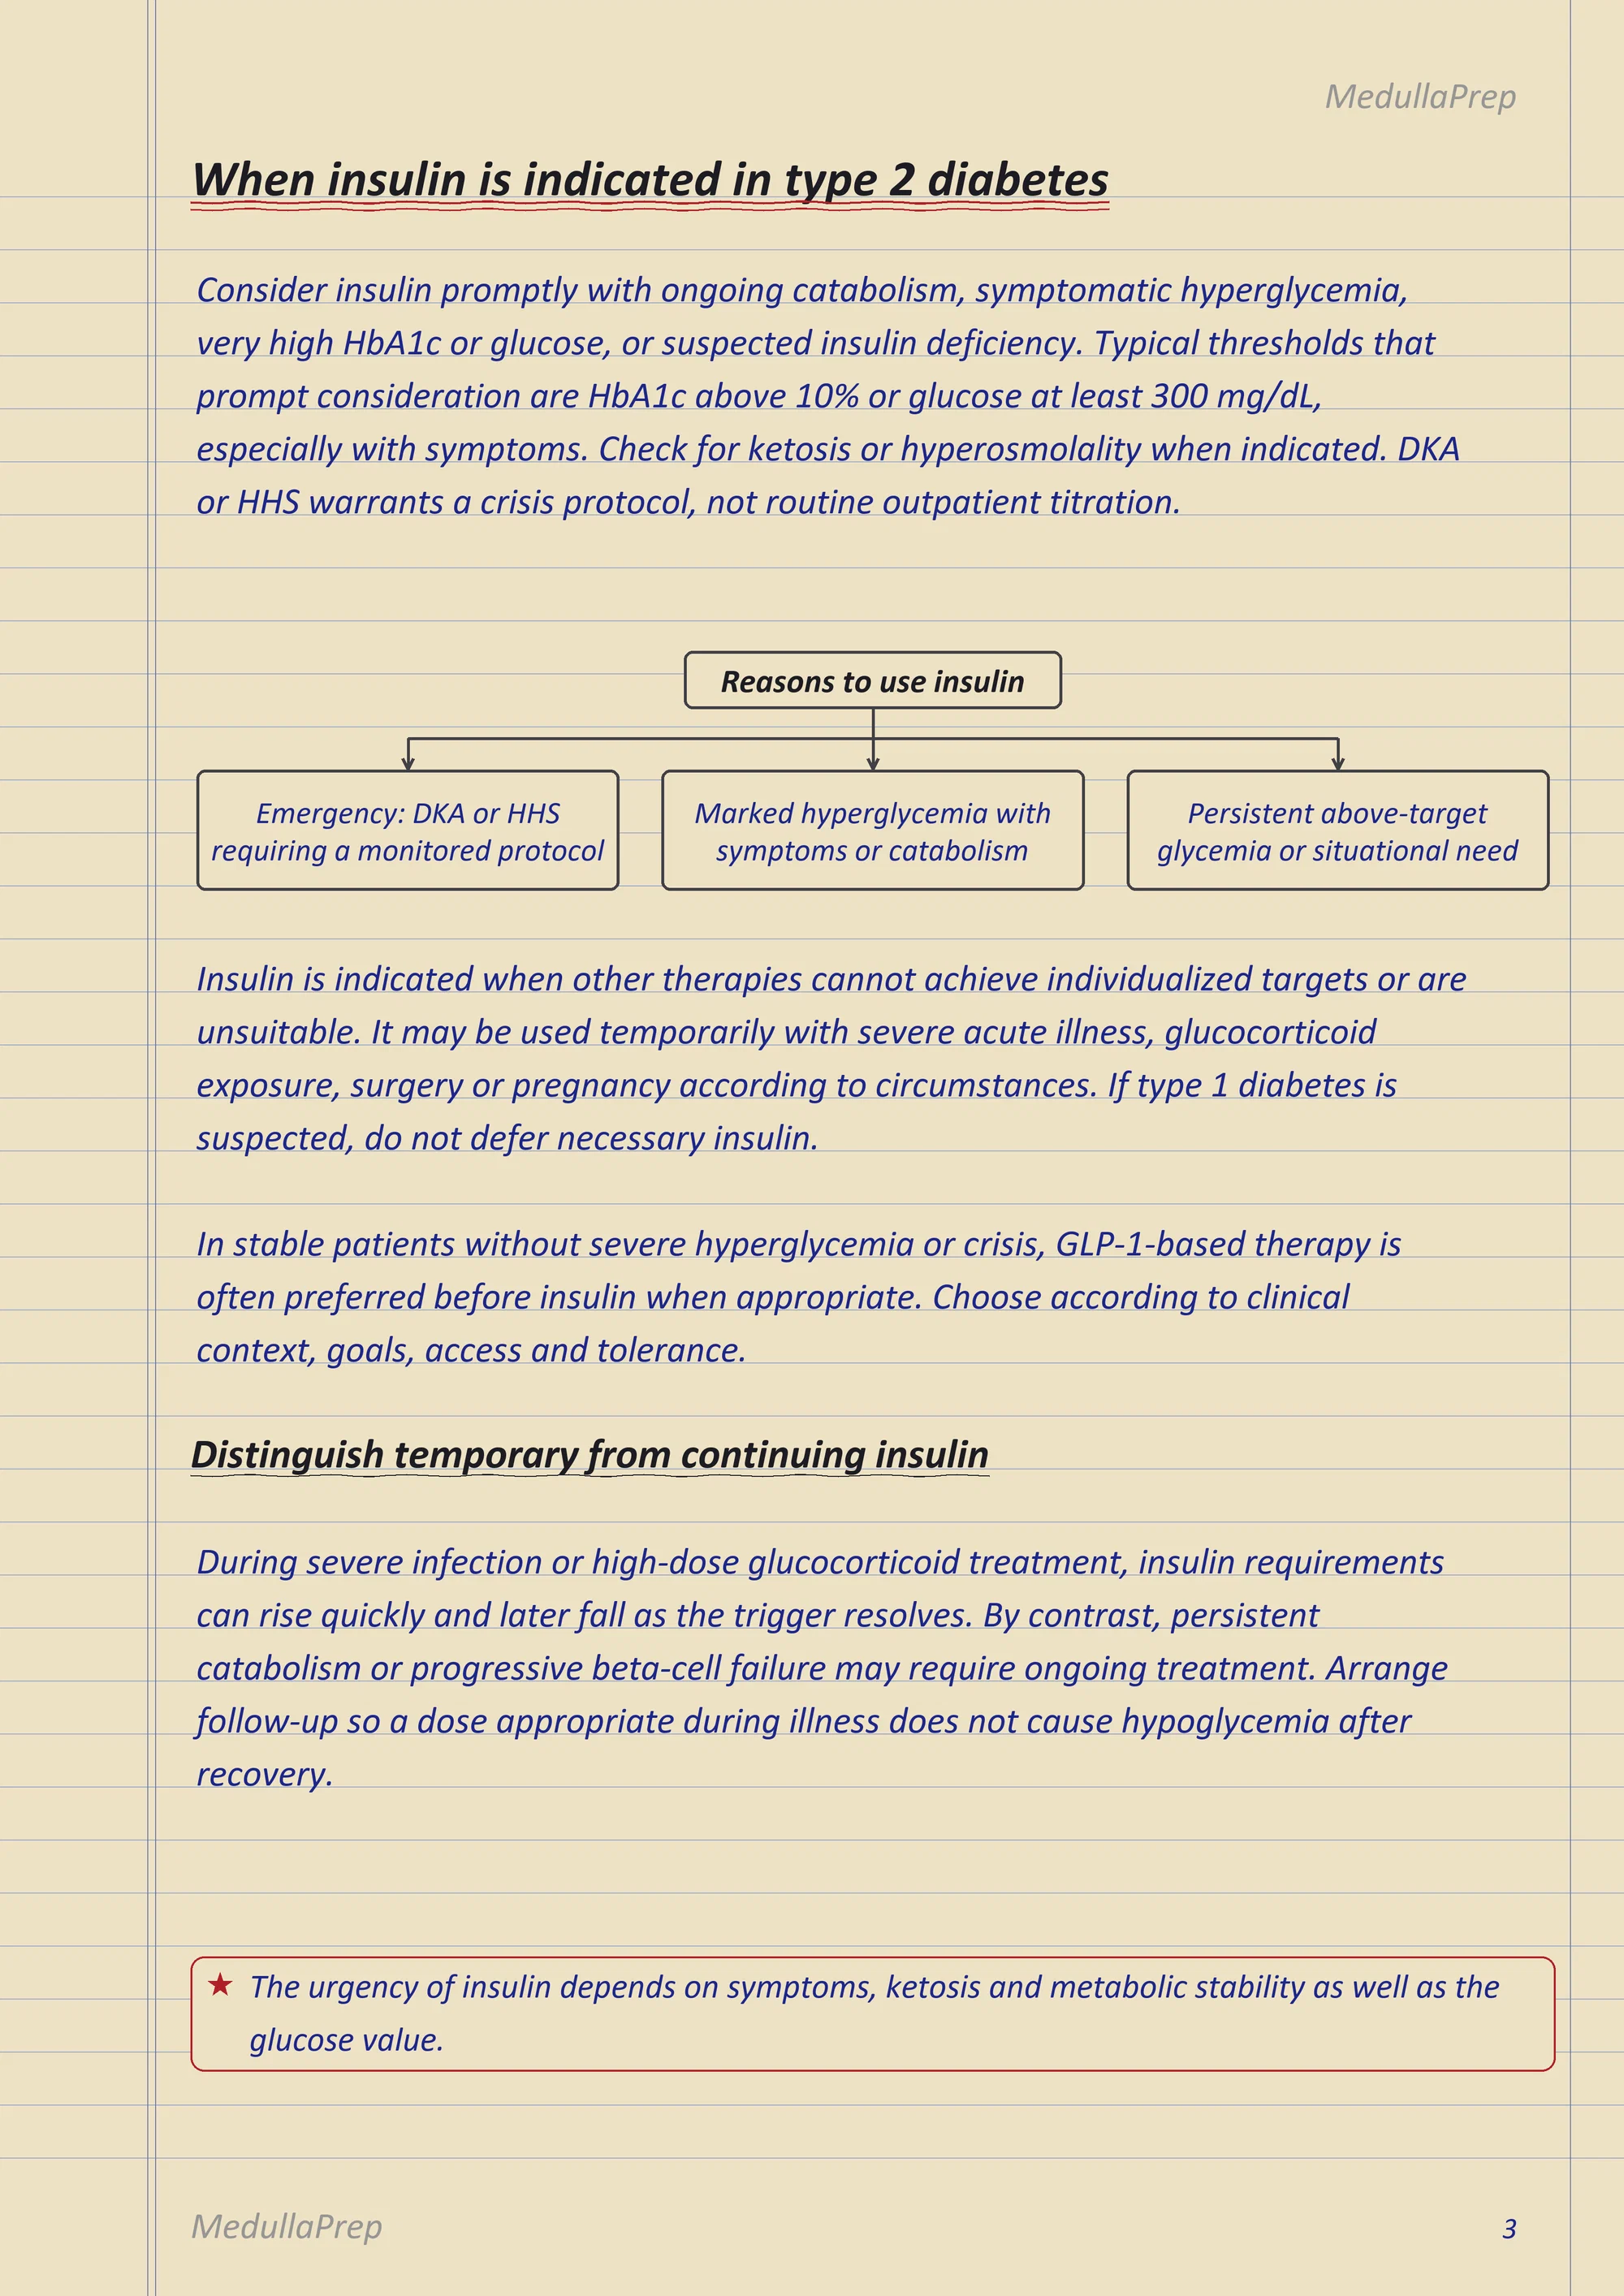 MedullaPrep
When insulin is indicated in type 2 diabetes
Consider insulin promptly with ongoing catabolism, symptomatic hyperglycemia,
very high HbA1c or glucose, or suspected insulin deficiency. Typical thresholds that
prompt consideration are HbA1c above 10% or glucose at least 300 mg/dL,
especially with symptoms. Check for ketosis or hyperosmolality when indicated. DKA
or HHS warrants a crisis protocol, not routine outpatient titration.
Reasons to use insulin
Emergency: DKA or HHS
requiring a monitored protocol
Marked hyperglycemia with
symptoms or catabolism
Persistent above-target
glycemia or situational need
Insulin is indicated when other therapies cannot achieve individualized targets or are
unsuitable. It may be used temporarily with severe acute illness, glucocorticoid
exposure, surgery or pregnancy according to circumstances. If type 1 diabetes is
suspected, do not defer necessary insulin.
In stable patients without severe hyperglycemia or crisis, GLP-1-based therapy is
often preferred before insulin when appropriate. Choose according to clinical
context, goals, access and tolerance.
Distinguish temporary from continuing insulin
During severe infection or high-dose glucocorticoid treatment, insulin requirements
can rise quickly and later fall as the trigger resolves. By contrast, persistent
catabolism or progressive beta-cell failure may require ongoing treatment. Arrange
follow-up so a dose appropriate during illness does not cause hypoglycemia after
recovery.
★ The urgency of insulin depends on symptoms, ketosis and metabolic stability as well as the
glucose value.
MedullaPrep
3